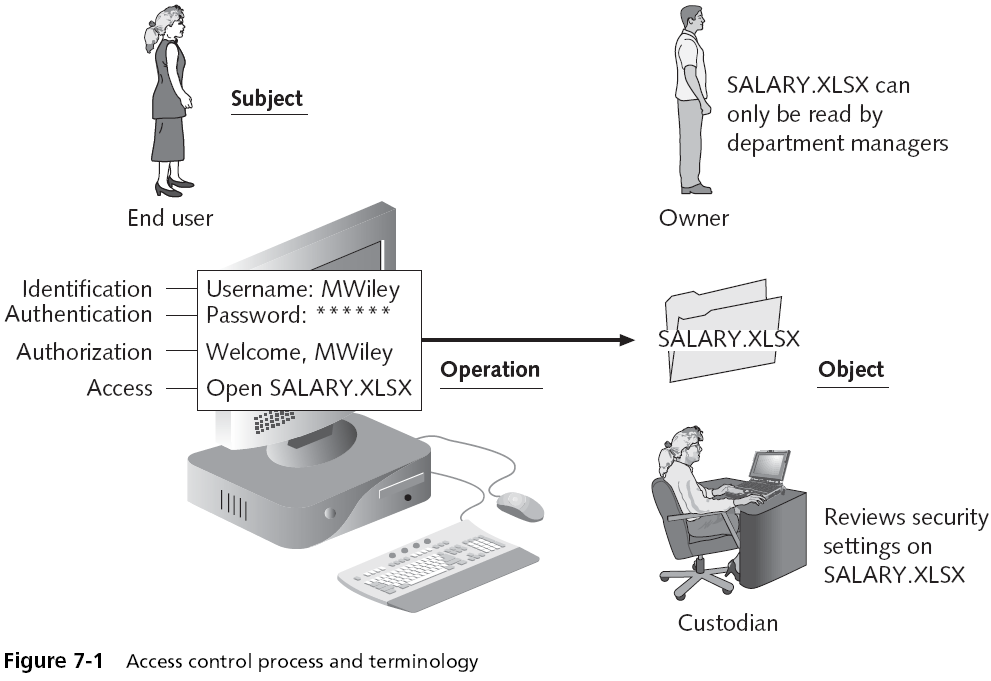 Subject
SALARY.XLSX can
only be read by
department managers
End user
Owner
Identification
Username: MWiley
Authentication
Password: ******
Authorization
Welcome, MWiley
Access
Open SALARY.XLSX
Operation
SALARY.XLSX
Object
Reviews security
settings on
SALARY.XLSX
Custodian
Figure 7-1 Access control process and terminology